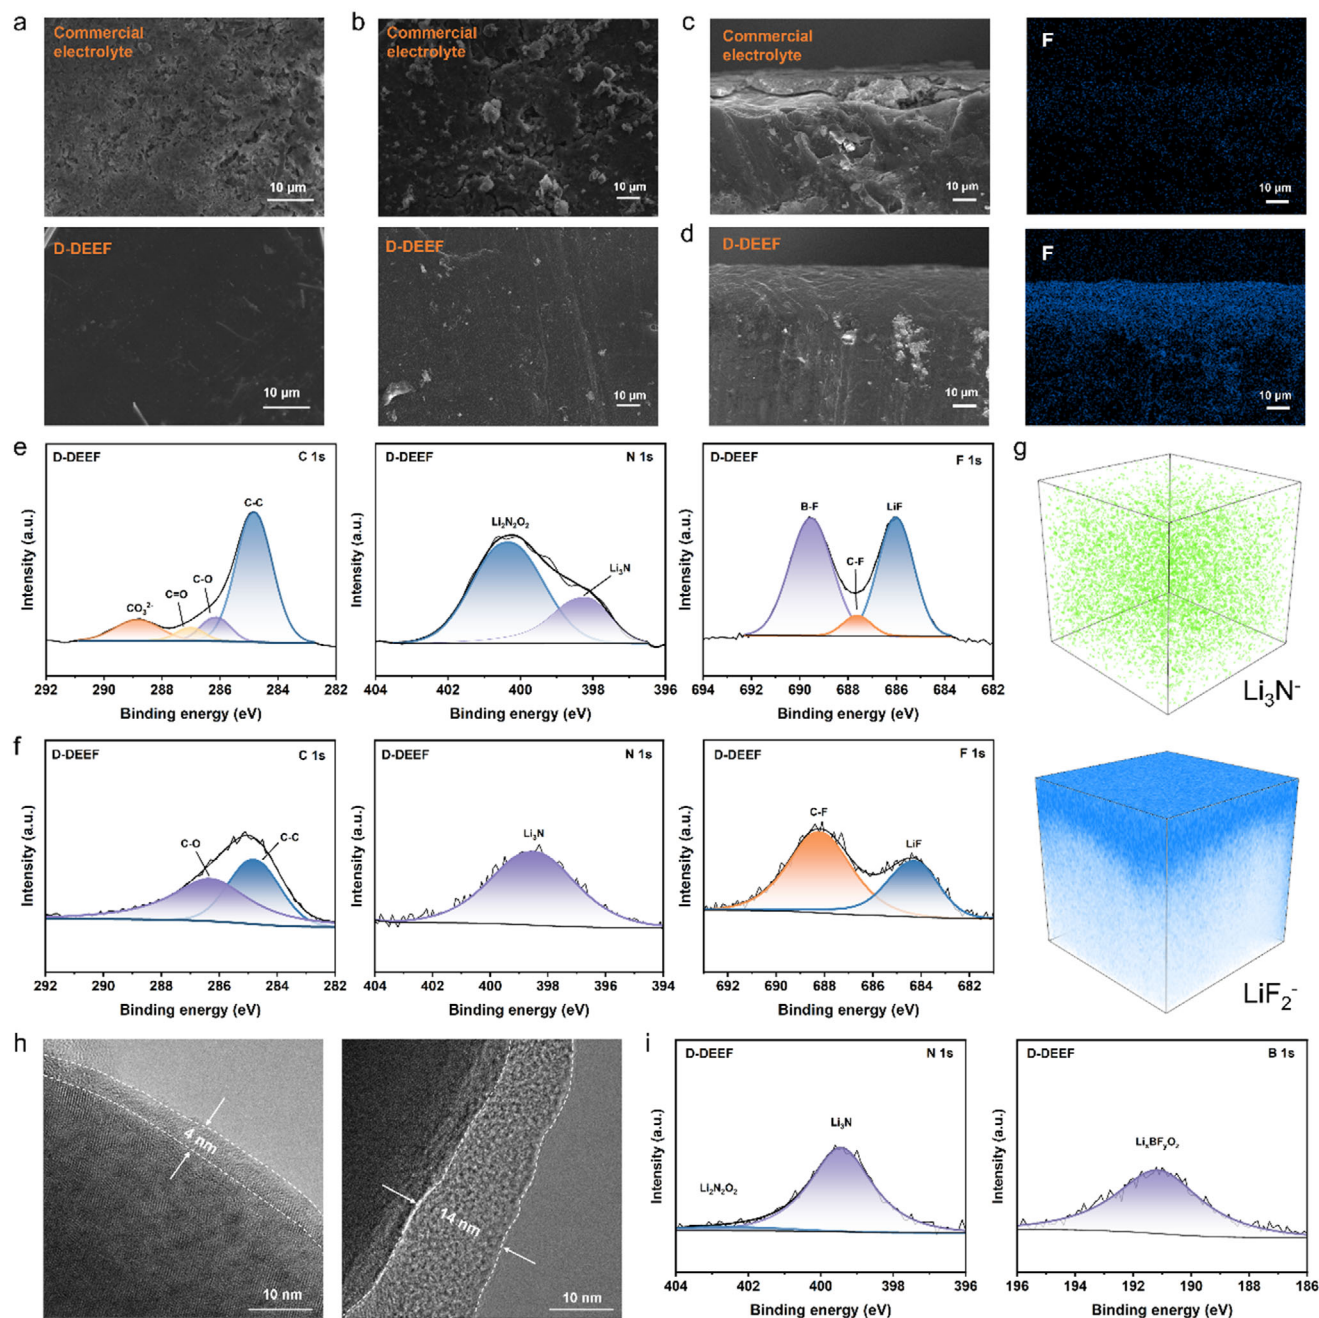 a
Commercial
electrolyte
10 μm
D-DEEF
10 μm
b
Commercial
electrolyte
10 μm
D-DEEF
10 μm
c
Commercial
electrolyte
10 μm
F
10 μm
d
D-DEEF
10 μm
F
10 μm
e
D-DEEF
C 1s
C-C
C-O
C=O
CO₃²⁻
Intensity (a.u.)
292 290 288 286 284 282
Binding energy (eV)
D-DEEF
N 1s
Li₂N₂O₂
Li₃N
Intensity (a.u.)
404 402 400 398 396
Binding energy (eV)
D-DEEF
F 1s
B-F
LiF
C-F
Intensity (a.u.)
694 692 690 688 686 684 682
Binding energy (eV)
g
Li₃N⁻
LiF₂⁻
f
D-DEEF
C 1s
C-O
C-C
Intensity (a.u.)
292 290 288 286 284 282
Binding energy (eV)
D-DEEF
N 1s
Li₃N
Intensity (a.u.)
404 402 400 398 396 394
Binding energy (eV)
D-DEEF
F 1s
C-F
LiF
Intensity (a.u.)
692 690 688 686 684 682
Binding energy (eV)
h
4 nm
10 nm
14 nm
10 nm
i
D-DEEF
N 1s
Li₃N
Li₂N₂O₂
Intensity (a.u.)
404 402 400 398 396
Binding energy (eV)
D-DEEF
B 1s
LiₓBFᵧO_z
Intensity (a.u.)
196 194 192 190 188 186
Binding energy (eV)